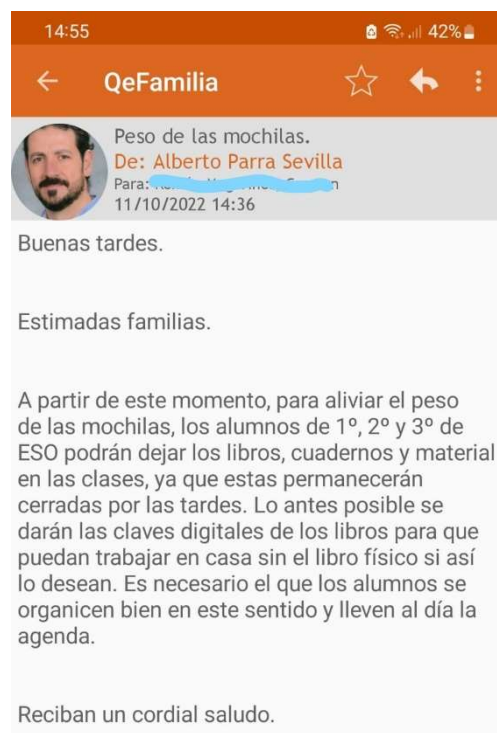 14:55
42%
QeFamilia
Peso de las mochilas.
De: Alberto Parra Sevilla
Para:
11/10/2022 14:36
Buenas tardes.
Estimadas familias.
A partir de este momento, para aliviar el peso
de las mochilas, los alumnos de 1º, 2º y 3º de
ESO podrán dejar los libros, cuadernos y material
en las clases, ya que estas permanecerán
cerradas por las tardes. Lo antes posible se
darán las claves digitales de los libros para que
puedan trabajar en casa sin el libro físico si así
lo desean. Es necesario el que los alumnos se
organicen bien en este sentido y lleven al día la
agenda.
Reciban un cordial saludo.